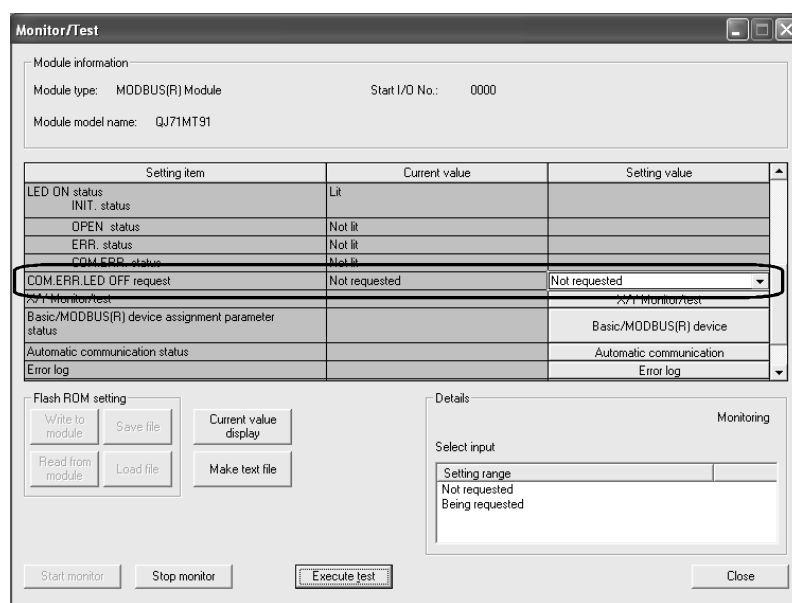 Monitor/Test
Module information
Module type: MODBUS(R) Module Start I/O No.: 0000
Module model name: QJ71MT91
Setting item Current value Setting value
LED ON status Lit
INIT. status
OPEN status Not lit
ERR. status Not lit
COM.ERR. status Not lit
COM.ERR.LED OFF request Not requested Not requested
X/Y Monitor/test X/Y Monitor/test
Basic/MODBUS(R) device assignment parameter
status Basic/MODBUS(R) device
Automatic communication status Automatic communication
Error log Error log
Flash ROM setting
Write to
module
Save file
Read from
module
Load file
Current value
display
Make text file
Details
Monitoring
Select input
Setting range
Not requested
Being requested
Start monitor Stop monitor Execute test Close